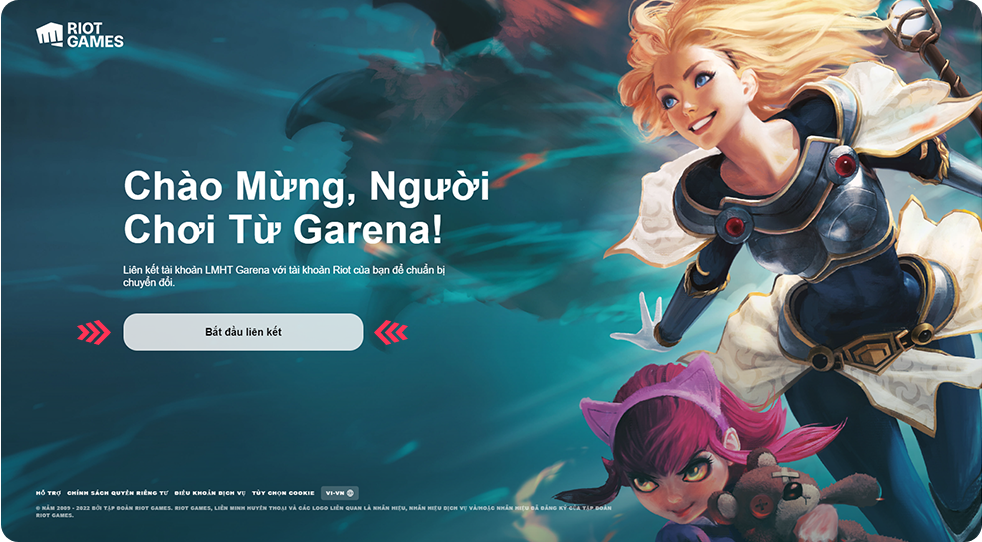 RIOT
GAMES
Chào Mừng, Người
Chơi Từ Garena!
Liên kết tài khoản LMHT Garena với tài khoản Riot của bạn để chuẩn bị
chuyển đổi.
Bắt đầu liên kết
HỖ TRỢ CHÍNH SÁCH QUYỀN RIÊNG TƯ ĐIỀU KHOẢN DỊCH VỤ TÙY CHỌN COOKIE VI-VN
© NĂM 2009 - 2022 BỞI TẬP ĐOÀN RIOT GAMES. RIOT GAMES, LIÊN MINH HUYỀN THOẠI VÀ CÁC LOGO LIÊN QUAN LÀ NHÃN HIỆU, NHÃN HIỆU DỊCH VỤ VÀ/HOẶC NHÃN HIỆU ĐÃ ĐĂNG KÝ CỦA TẬP ĐOÀN
RIOT GAMES.